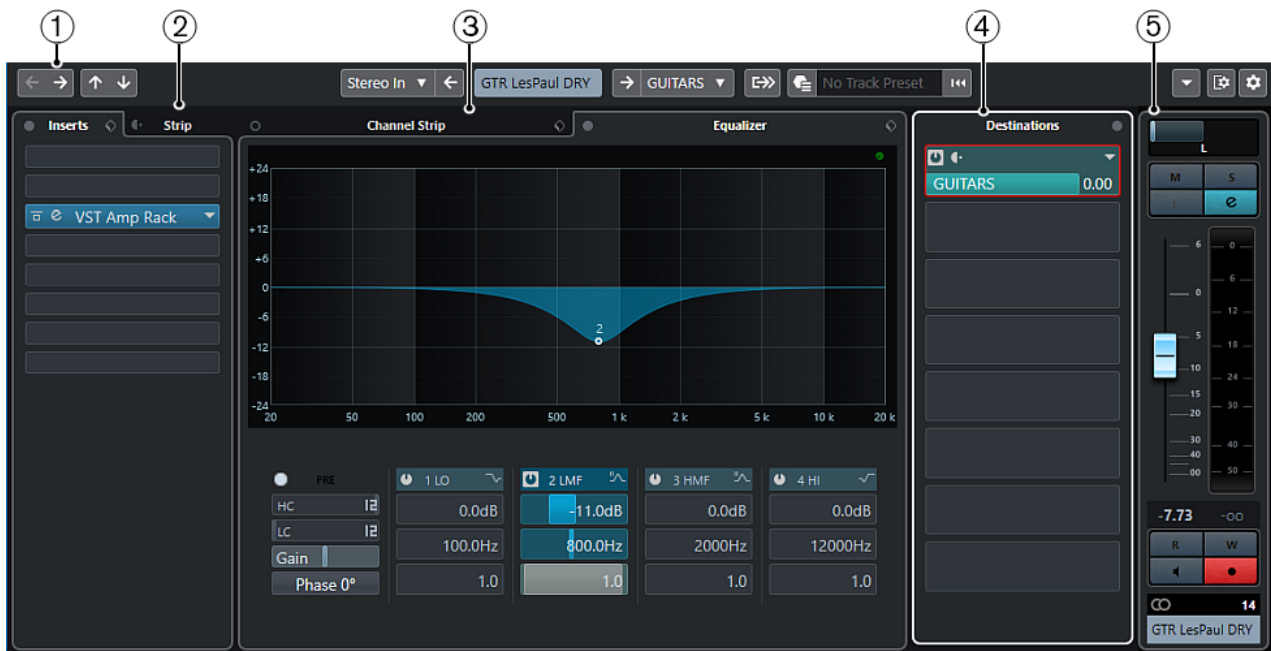 1 2 3 4 5
Stereo In GTR LesPaul DRY GUITARS No Track Preset
Inserts Strip Channel Strip Equalizer Destinations
L
M S
L e
VST Amp Rack
GUITARS 0.00
+24
+18
+12
+6
0
-6
-12
-18
-24
2
20 50 100 200 500 1 k 2 k 5 k 10 k 20 k
6
0
5
10
15
20
30
40
00
0
6
12
18
24
30
40
50
PRE 1 LO 2 LMF 3 HMF 4 HI
HC 12 0.0dB -11.0dB 0.0dB 0.0dB
LC 12 100.0Hz 800.0Hz 2000Hz 12000Hz
Gain
Phase 0° 1.0 1.0 1.0 1.0
-7.73 -oo
R W
14
GTR LesPaul DRY